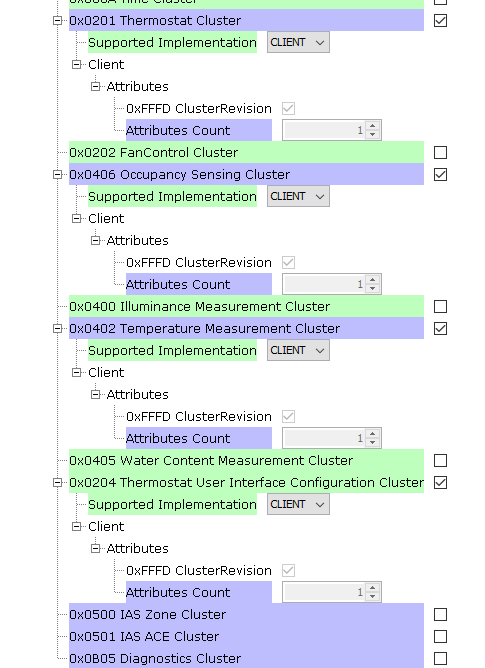 0x000A Time Cluster
0x0201 Thermostat Cluster
Supported Implementation CLIENT
Client
Attributes
0xFFFD ClusterRevision
Attributes Count 1
0x0202 FanControl Cluster
0x0406 Occupancy Sensing Cluster
Supported Implementation CLIENT
Client
Attributes
0xFFFD ClusterRevision
Attributes Count 1
0x0400 Illuminance Measurement Cluster
0x0402 Temperature Measurement Cluster
Supported Implementation CLIENT
Client
Attributes
0xFFFD ClusterRevision
Attributes Count 1
0x0405 Water Content Measurement Cluster
0x0204 Thermostat User Interface Configuration Cluster
Supported Implementation CLIENT
Client
Attributes
0xFFFD ClusterRevision
Attributes Count 1
0x0500 IAS Zone Cluster
0x0501 IAS ACE Cluster
0x0B05 Diagnostics Cluster